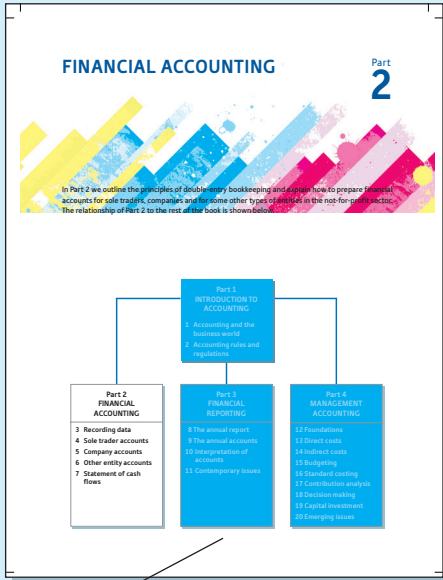 FINANCIAL ACCOUNTING
Part
2
In Part 2 we outline the principles of double-entry bookkeeping and explain how to prepare financial
accounts for sole traders, companies and for some other types of entities in the not-for-profit sector.
The relationship of Part 2 to the rest of the book is shown below.
Part 1
INTRODUCTION TO
ACCOUNTING
1 Accounting and the
business world
2 Accounting rules and
regulations
Part 2
FINANCIAL
ACCOUNTING
3 Recording data
4 Sole trader accounts
5 Company accounts
6 Other entity accounts
7 Statement of cash
flows
Part 3
FINANCIAL
REPORTING
8 The annual report
9 The annual accounts
10 Interpretation of
accounts
11 Contemporary issues
Part 4
MANAGEMENT
ACCOUNTING
12 Foundations
13 Direct costs
14 Indirect costs
15 Budgeting
16 Standard costing
17 Contribution analysis
18 Decision making
19 Capital investment
20 Emerging issues